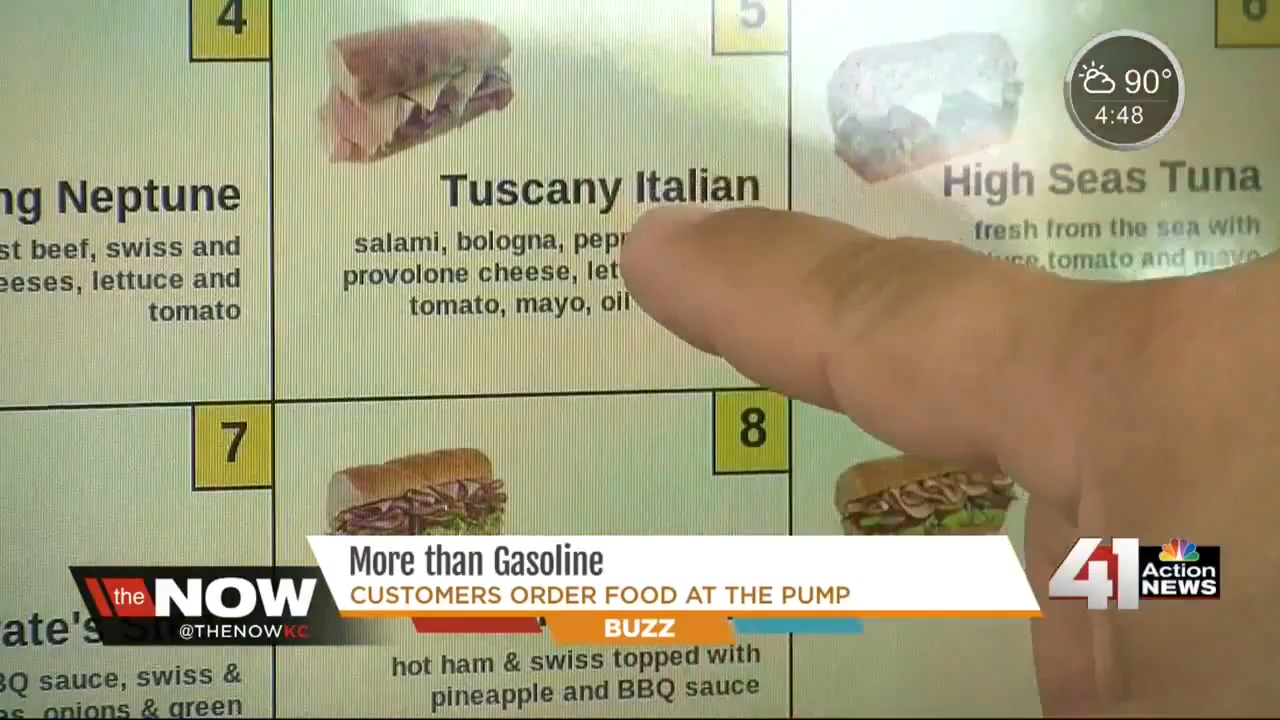 4
5
6
90°
4:48
ng Neptune
st beef, swiss and
eeses, lettuce and
tomato
Tuscany Italian
salami, bologna, pep
provolone cheese, let
tomato, mayo, oil
High Seas Tuna
fresh from the sea with
tomato and mayo
7
8
More than Gasoline
CUSTOMERS ORDER FOOD AT THE PUMP
BUZZ
the NOW
@THENOWKC
41 Action NEWS
ate's
BQ sauce, swiss &
onions & green
hot ham & swiss topped with
pineapple and BBQ sauce